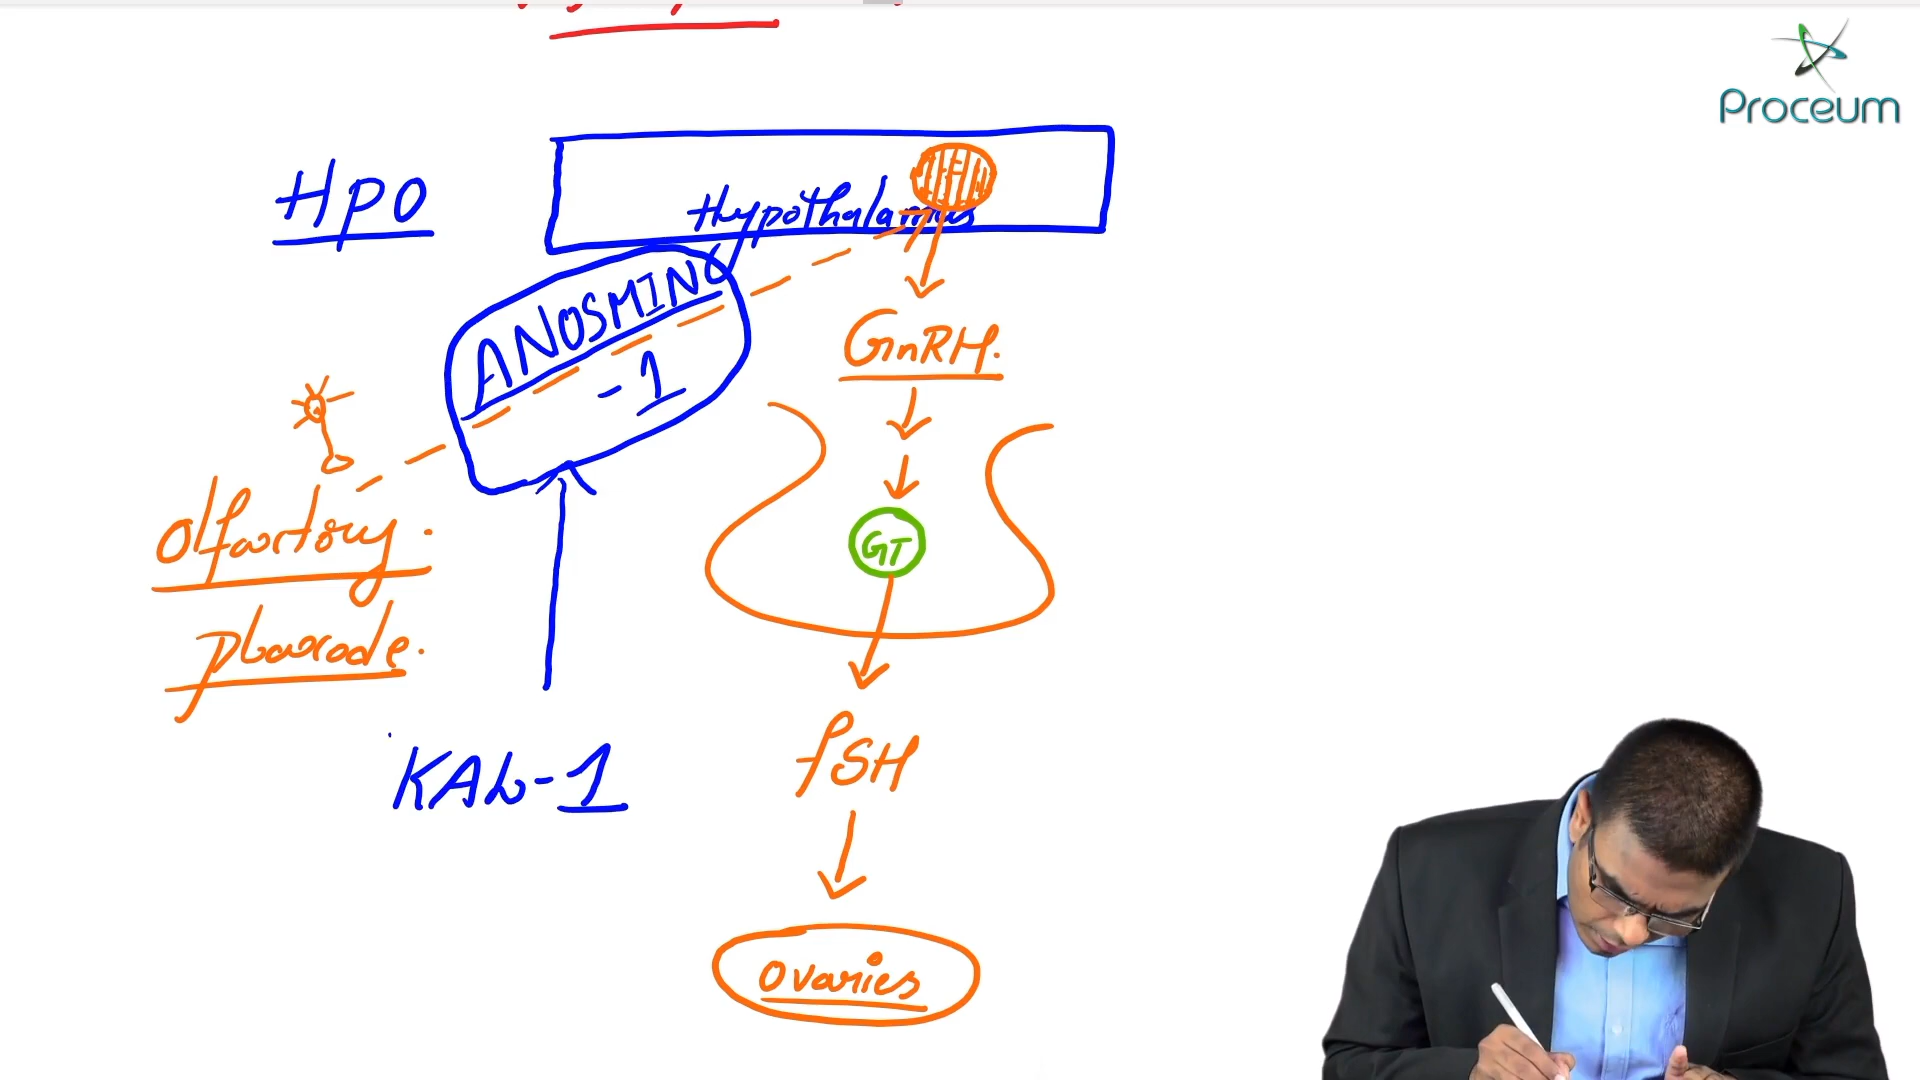 Proceum
HPO
Hypothalamus
ANOSMIN
-1
GnRH.
GT
Olfactory.
placode.
KAL-1
FSH
Ovaries